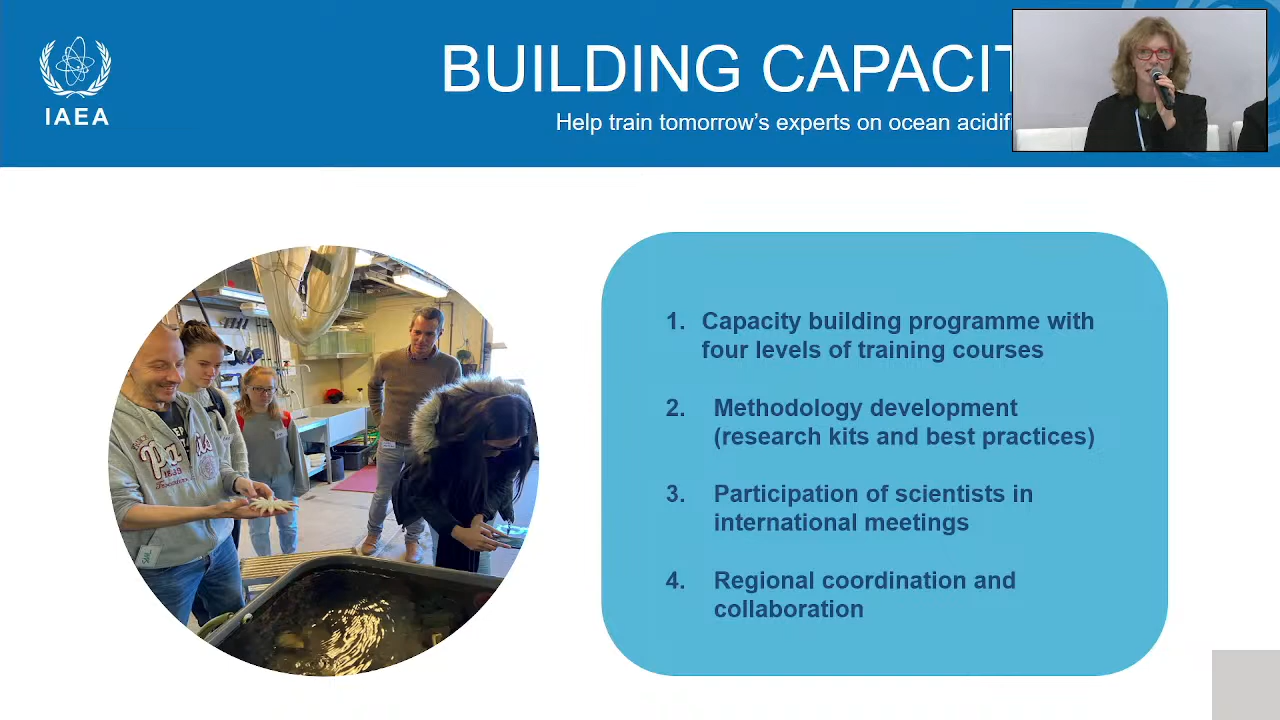 IAEA
BUILDING CAPACIT
Help train tomorrow's experts on ocean acidif
1. Capacity building programme with
four levels of training courses
2. Methodology development
(research kits and best practices)
3. Participation of scientists in
international meetings
4. Regional coordination and
collaboration